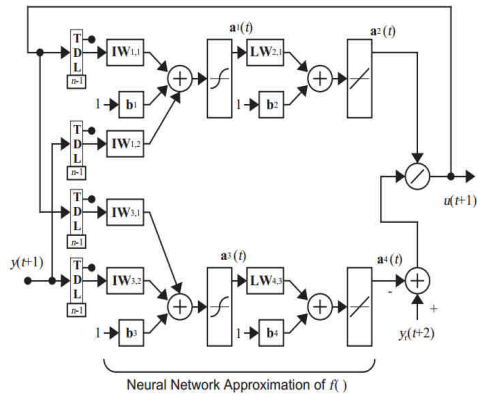 a¹(t) a²(t)
T D L n-1 IW1,1 LW2,1
1 b1 1 b2
T D L n-1 IW1,2
u(t+1)
T D L n-1 IW3,1
y(t+1) a³(t) a⁴(t)
T D L n-1 IW3,2 LW4,3 - +
1 b3 1 b4 yr(t+2)
Neural Network Approximation of f( )